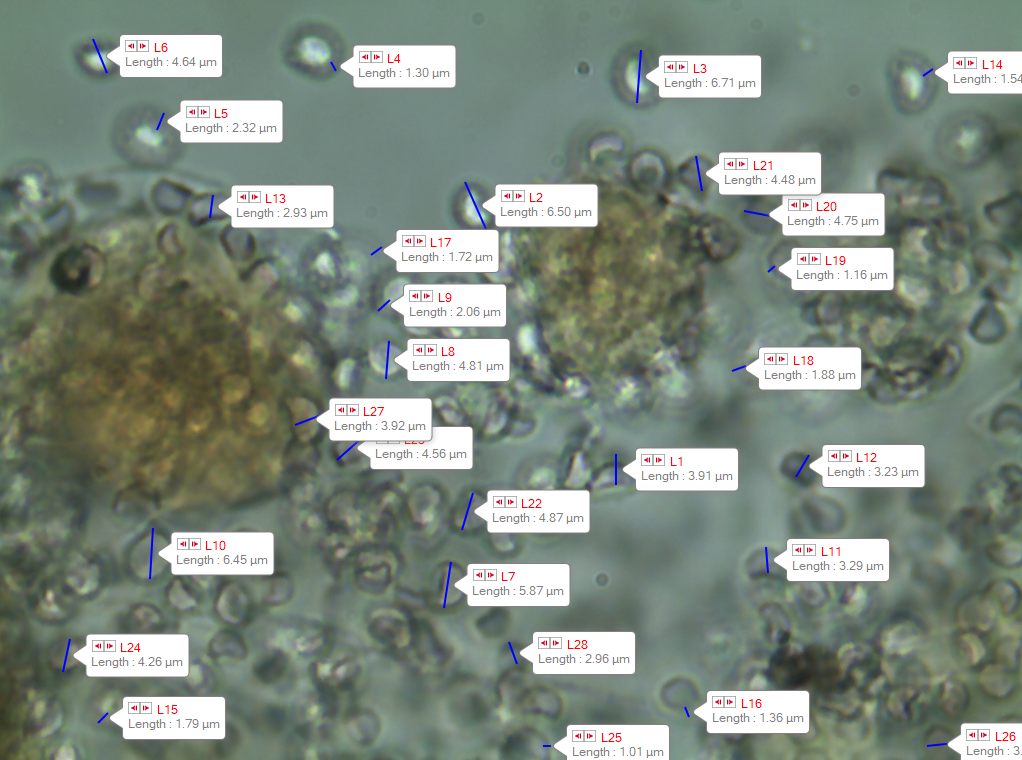 L6
Length : 4.64 µm
L4
Length : 1.30 µm
L3
Length : 6.71 µm
L14
Length : 1.54
L5
Length : 2.32 µm
L21
Length : 4.48 µm
L13
Length : 2.93 µm
L2
Length : 6.50 µm
L20
Length : 4.75 µm
L17
Length : 1.72 µm
L19
Length : 1.16 µm
L9
Length : 2.06 µm
L8
Length : 4.81 µm
L18
Length : 1.88 µm
L27
Length : 3.92 µm
Length : 4.56 µm
L1
Length : 3.91 µm
L12
Length : 3.23 µm
L22
Length : 4.87 µm
L10
Length : 6.45 µm
L11
Length : 3.29 µm
L7
Length : 5.87 µm
L24
Length : 4.26 µm
L28
Length : 2.96 µm
L15
Length : 1.79 µm
L16
Length : 1.36 µm
L25
Length : 1.01 µm
L26
Length : 3.